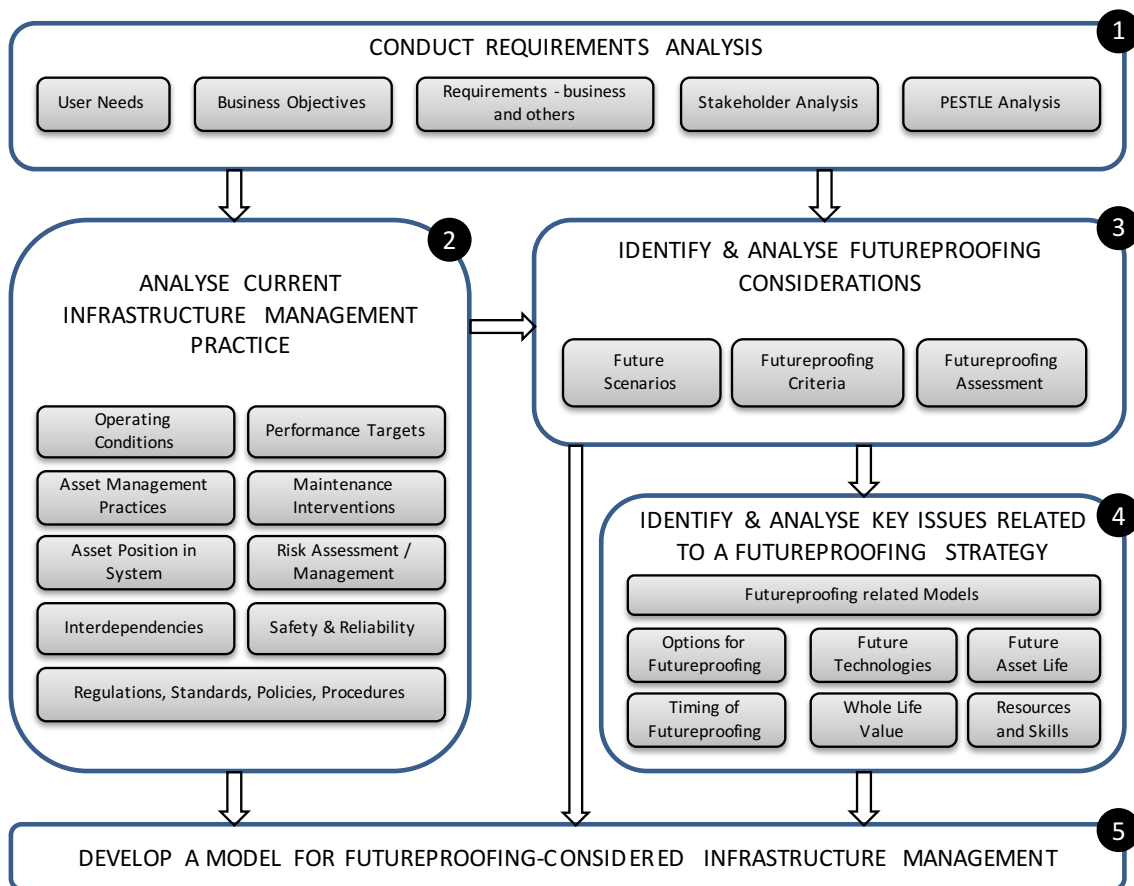 1
CONDUCT REQUIREMENTS ANALYSIS
User Needs
Business Objectives
Requirements - business
and others
Stakeholder Analysis
PESTLE Analysis
2
ANALYSE CURRENT
INFRASTRUCTURE MANAGEMENT
PRACTICE
Operating
Conditions
Performance Targets
Asset Management
Practices
Maintenance
Interventions
Asset Position in
System
Risk Assessment /
Management
Interdependencies
Safety & Reliability
Regulations, Standards, Policies, Procedures
3
IDENTIFY & ANALYSE FUTUREPROOFING
CONSIDERATIONS
Future
Scenarios
Futureproofing
Criteria
Futureproofing
Assessment
4
IDENTIFY & ANALYSE KEY ISSUES RELATED
TO A FUTUREPROOFING STRATEGY
Futureproofing related Models
Options for
Futureproofing
Future
Technologies
Future
Asset Life
Timing of
Futureproofing
Whole Life
Value
Resources
and Skills
5
DEVELOP A MODEL FOR FUTUREPROOFING-CONSIDERED INFRASTRUCTURE MANAGEMENT